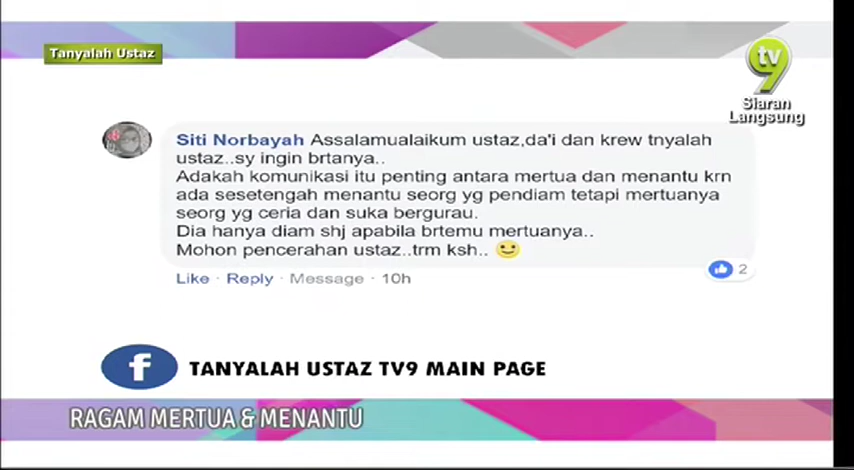 Tanyalah Ustaz
tv
9
Siaran
Langsung
Siti Norbayah Assalamualaikum ustaz,da'i dan krew tnyalah
ustaz..sy ingin brtanya..
Adakah komunikasi itu penting antara mertua dan menantu krn
ada sesetengah menantu seorg yg pendiam tetapi mertuanya
seorg yg ceria dan suka bergurau.
Dia hanya diam shj apabila brtemu mertuanya..
Mohon pencerahan ustaz..trm ksh.. 🙂
Like · Reply · Message · 10h
2
f TANYALAH USTAZ TV9 MAIN PAGE
RAGAM MERTUA & MENANTU